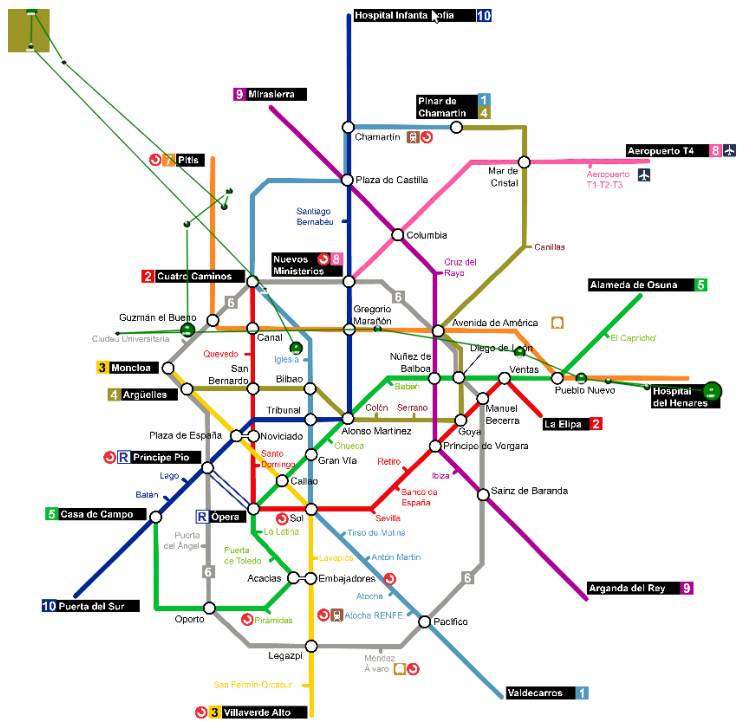 Hospital Infanta Sofía 10
9 Mirasierra
Pinar de 1
Chamartín 4
Chamartín
Aeropuerto T4 8
Mar de
Cristal
Aeropuerto
T1-T2-T3
7 Pitis
Plaza de Castilla
Santiago
Bernabéu
Columbia
Canillas
Nuevos 8
Ministerios
Cruz del
Rayo
2 Cuatro Caminos
6
6
Alameda de Osuna 5
Guzmán el Bueno
Gregorio
Marañón
Avenida de América
Canal
Ciudad Universitaria
El Capricho
Diego de León
Quevedo
Iglesia
Núñez de
Balboa
3 Moncloa
San
Bernardo
Bilbao
Ventas
Pueblo Nuevo
Hospital
del Henares
4 Argüelles
Manuel
Becerra
Tribunal
Colón
Serrano
Alonso Martinez
Goya
La Elipa 2
Plaza de España
Noviciado
Chueca
Príncipe de Vergara
R Príncipe Pío
Santo
Domingo
Gran Vía
Retiro
Ibiza
Lago
Callao
Banco de
España
Batán
Sainz de Baranda
5 Casa de Campo
R Ópera
Sol
Sevilla
La Latina
Tirso de Molina
Puerta
del Ángel
Puerta
de Toledo
Lavapiés
Antón Martín
6
Acacias
Embajadores
6
Atocha
Arganda del Rey 9
10 Puerta del Sur
Oporto
Pirámides
Atocha RENFE
Pacífico
Legazpi
Méndez
Álvaro
Valdecarros 1
3 Villaverde Alto